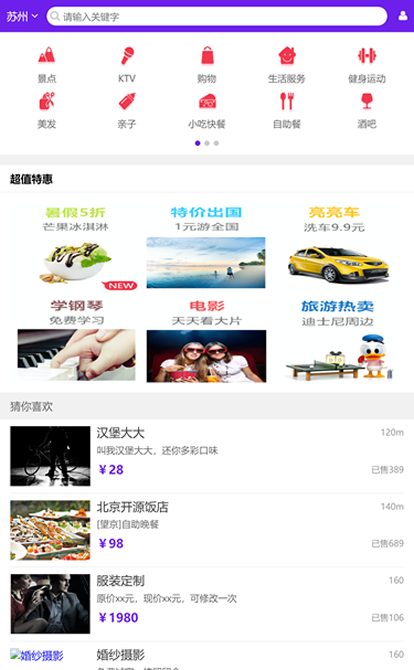 苏州
请输入关键字
景点 KTV 购物 生活服务 健身运动
美发 亲子 小吃快餐 自助餐 酒吧
超值特惠
暑假5折 特价出国 亮亮车
芒果冰淇淋 1元游全国 洗车9.9元
NEW
学钢琴 电影 旅游热卖
免费学习 天天看大片 迪士尼周边
猜你喜欢
汉堡大大 120m
叫我汉堡大大，还你多彩口味
￥28 已售389
北京开源饭店 140m
[望京]自助晚餐
￥98 已售689
服装定制 160
原价xx元，现价xx元，可修改一次
￥1980 已售106
婚纱摄影 婚纱摄影 160